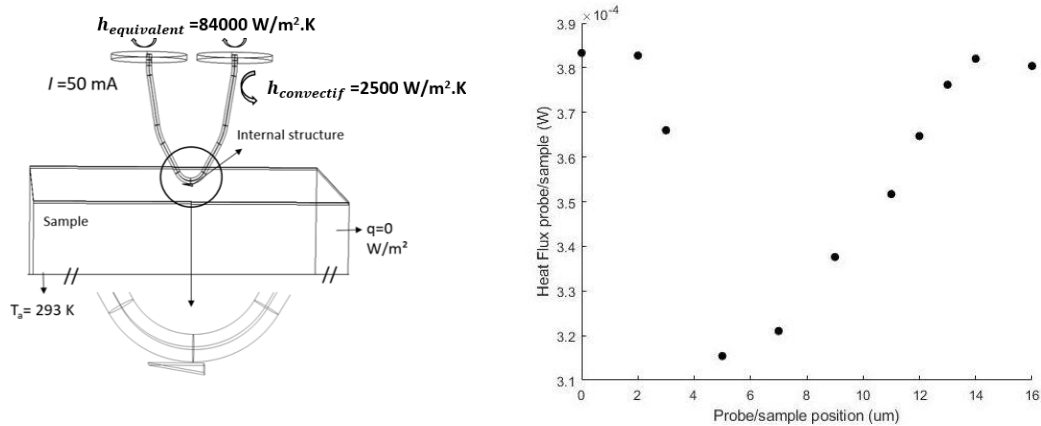 h_equivalent =84000 W/m².K
I =50 mA
h_convectif =2500 W/m².K
Internal structure
Sample
q=0
W/m²
Tₐ= 293 K
×10⁻⁴
3.9
3.8
3.7
3.6
3.5
3.4
3.3
3.2
3.1
Heat Flux probe/sample (W)
0 2 4 6 8 10 12 14 16
Probe/sample position (um)